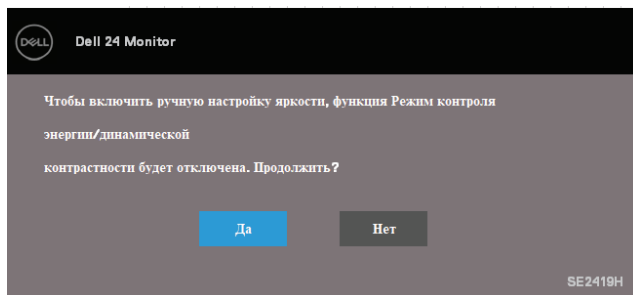 DELL
Dell 24 Monitor
Чтобы включить ручную настройку яркости, функция Режим контроля
энергии/динамической
контрастности будет отключена. Продолжить?
Да
Нет
SE2419H